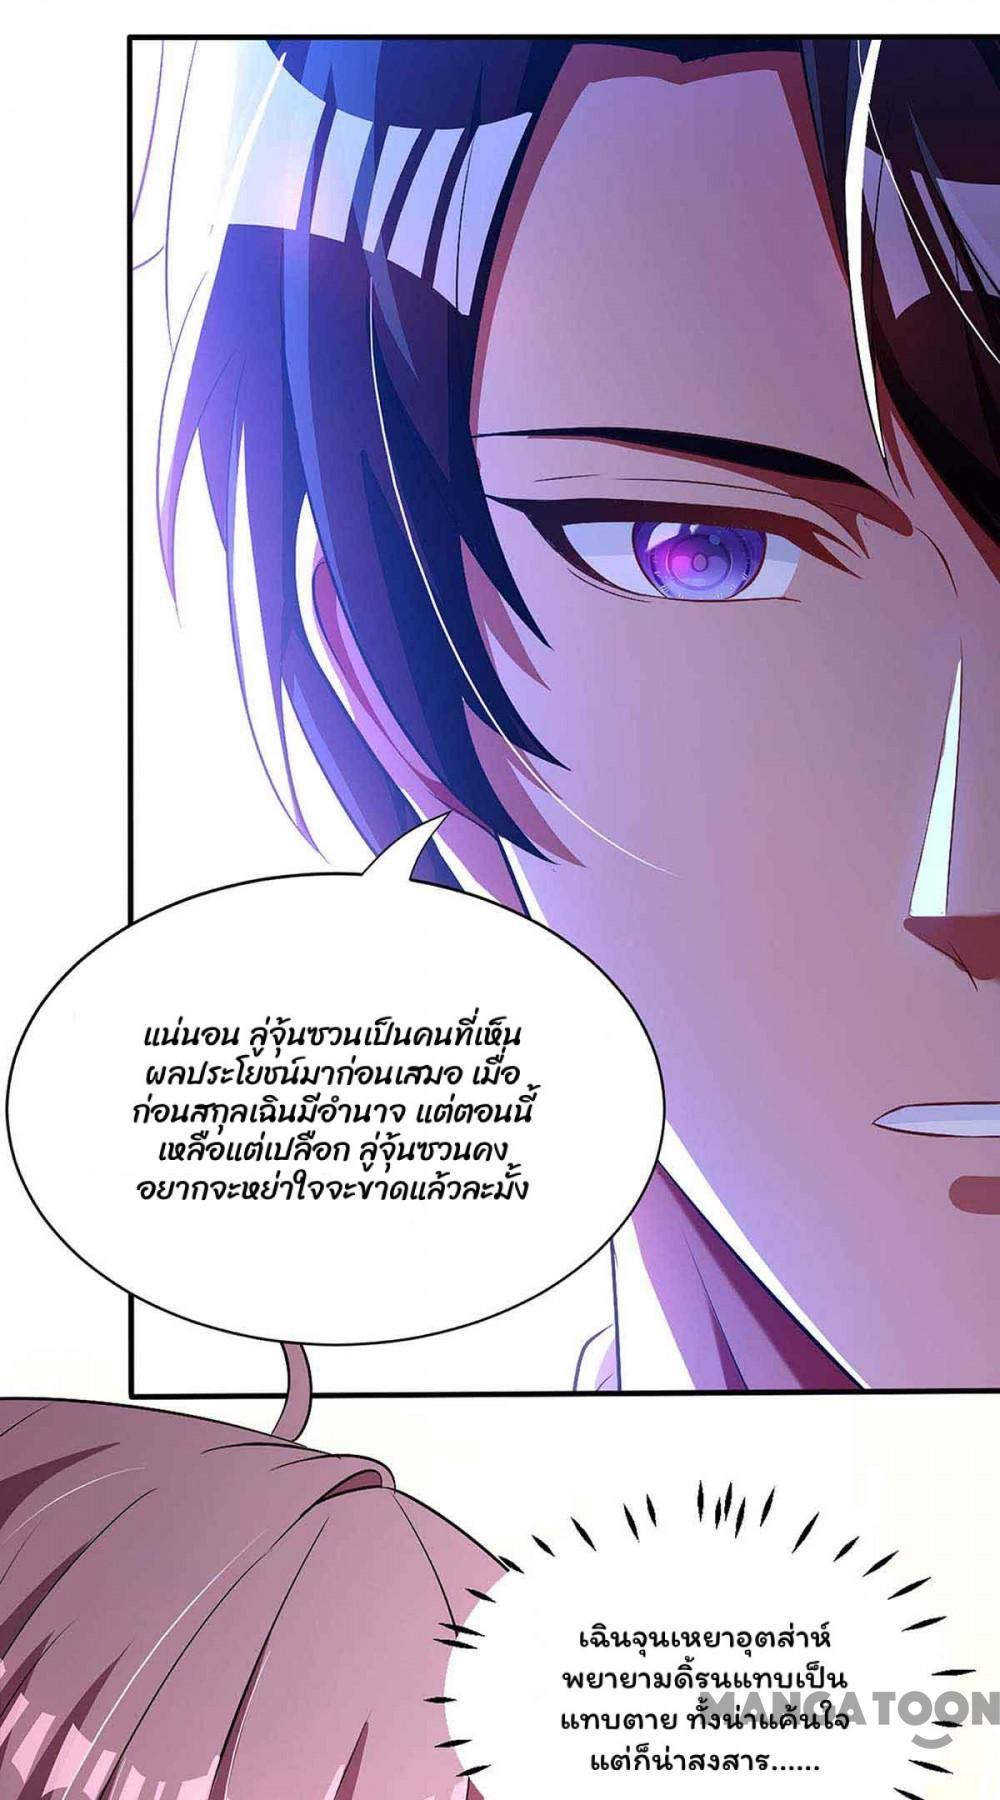 แน่นอน ลู่จุ้นซวนเป็นคนที่เห็น
ผลประโยชน์มาก่อนเสมอ เมื่อ
ก่อนสกุลเฉินมีอำนาจ แต่ตอนนี้
เหลือแต่เปลือก ลู่จุ้นซวนคง
อยากจะหย่าใจจะขาดแล้วละมั้ง
เฉินจุนเหยาอุตส่าห์
พยายามดิ้รนแทบเป็น
แทบตาย ทั้งน่าแค้นใจ
แต่ก็น่าสงสาร......
MANGATOON